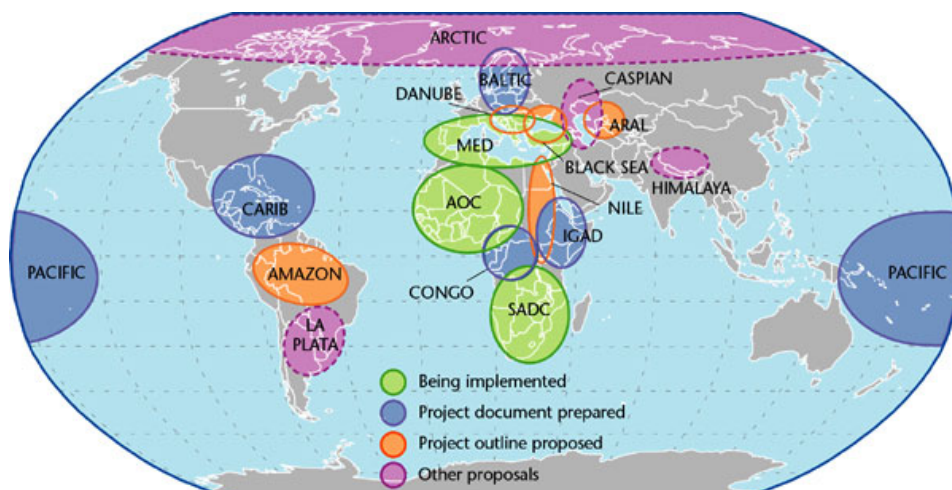 ARCTIC
BALTIC
CASPIAN
DANUBE
ARAL
MED
BLACK SEA
HIMALAYA
AOC
NILE
CARIB
IGAD
PACIFIC
AMAZON
PACIFIC
CONGO
SADC
LA
PLATA
Being implemented
Project document prepared
Project outline proposed
Other proposals